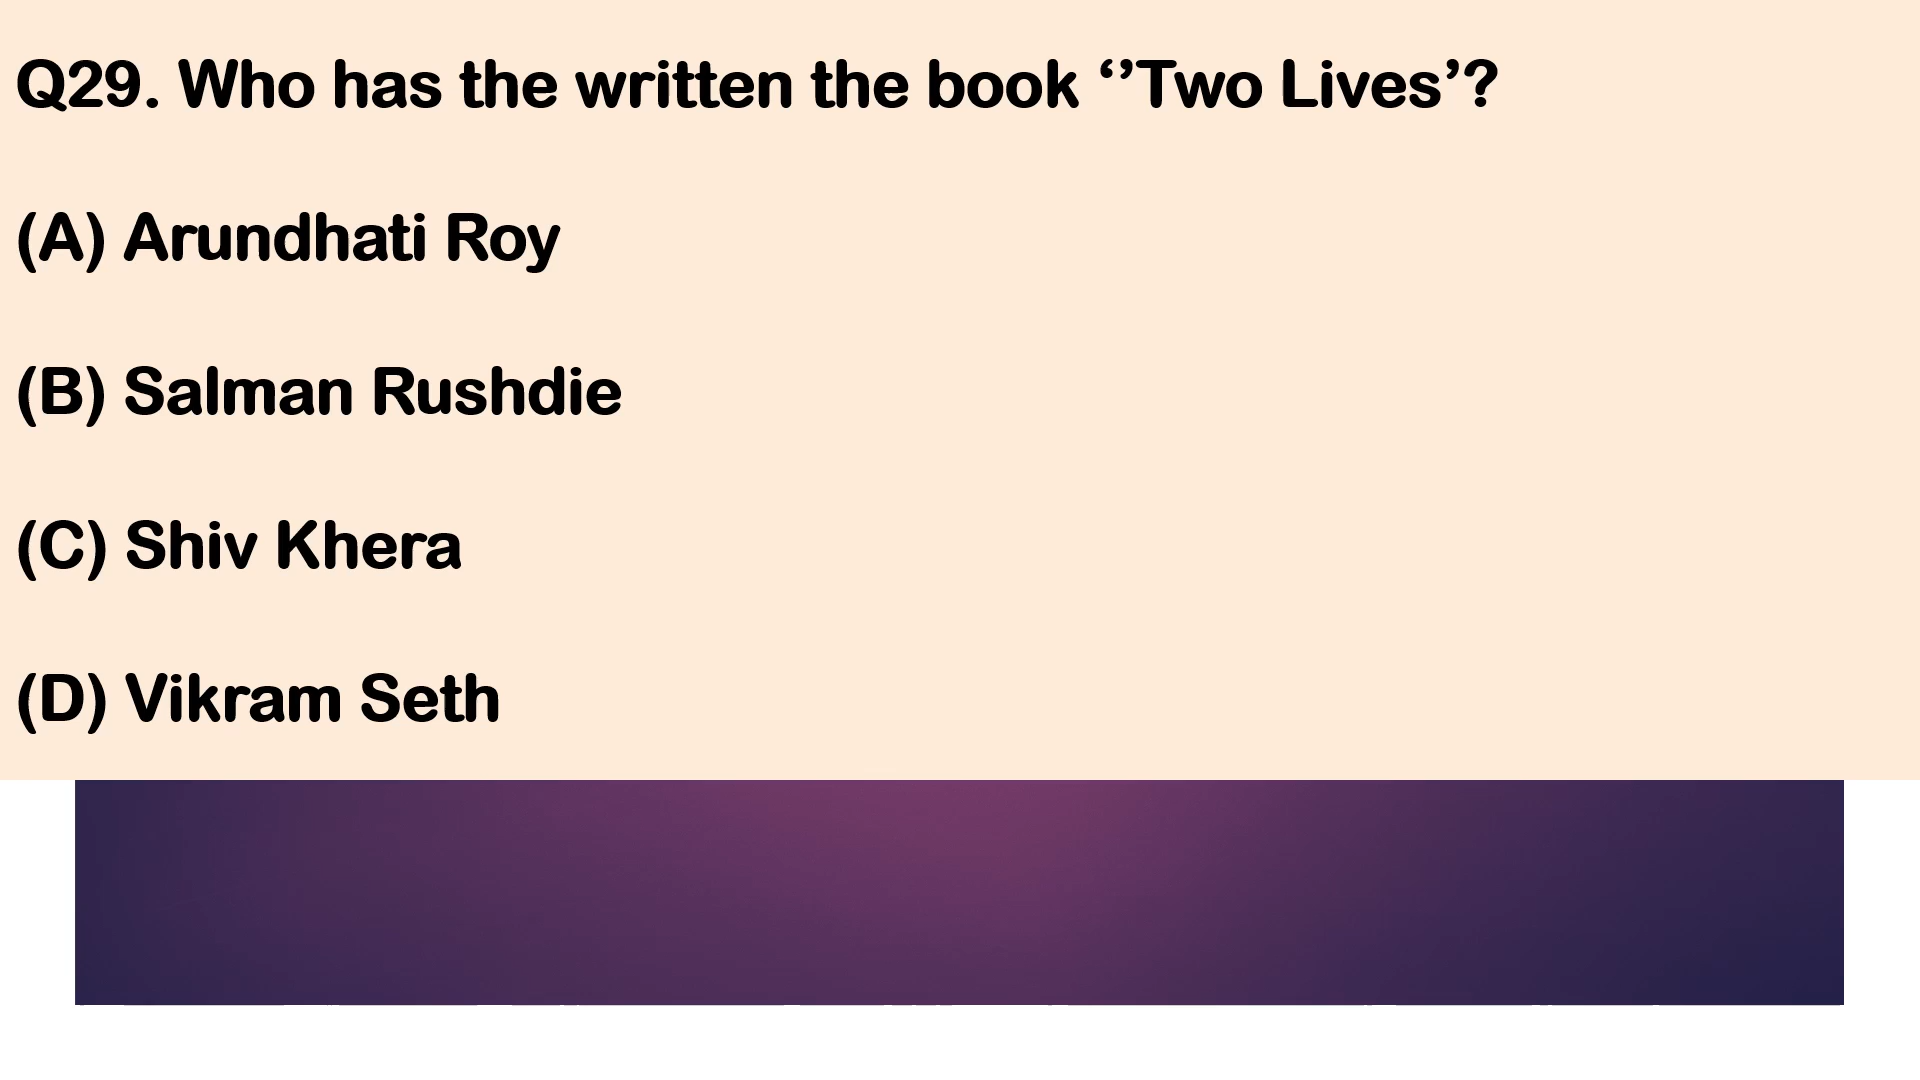 Q29. Who has the written the book ‘’Two Lives’?
(A) Arundhati Roy
(B) Salman Rushdie
(C) Shiv Khera
(D) Vikram Seth